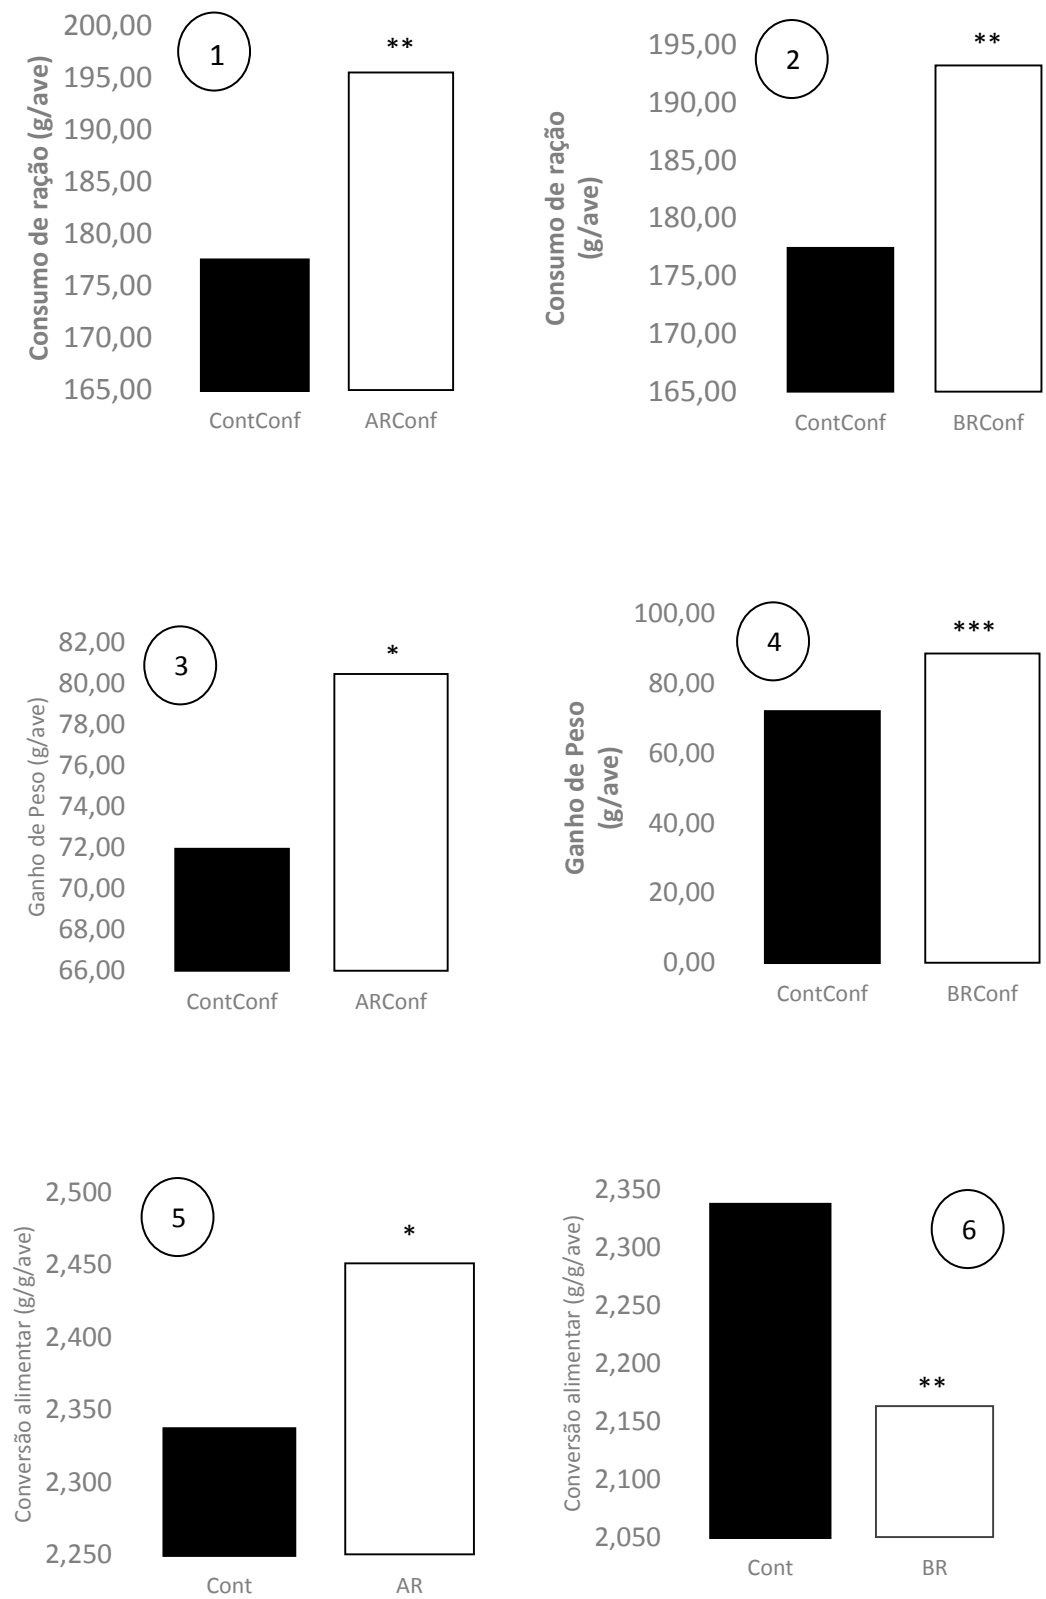 Consumo de ração (g/ave)
200,00
195,00
190,00
185,00
180,00
175,00
170,00
165,00
1
**
ContConf
ARConf
Consumo de ração
(g/ave)
195,00
190,00
185,00
180,00
175,00
170,00
165,00
2
**
ContConf
BRConf
Ganho de Peso (g/ave)
82,00
80,00
78,00
76,00
74,00
72,00
70,00
68,00
66,00
3
*
ContConf
ARConf
Ganho de Peso
(g/ave)
100,00
80,00
60,00
40,00
20,00
0,00
4
***
ContConf
BRConf
Conversão alimentar (g/g/ave)
2,500
2,450
2,400
2,350
2,300
2,250
5
*
Cont
AR
Conversão alimentar (g/g/ave)
2,350
2,300
2,250
2,200
2,150
2,100
2,050
6
**
Cont
BR